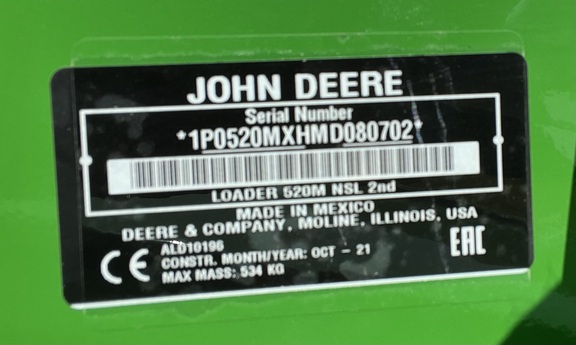 JOHN DEERE
Serial Number
*1P0520MXHMD080702*
LOADER 520M NSL 2nd
MADE IN MEXICO
DEERE & COMPANY, MOLINE, ILLINOIS, USA
ALD10196
CONSTR. MONTH/YEAR: OCT - 21
MAX MASS: 534 KG
CE
EAC